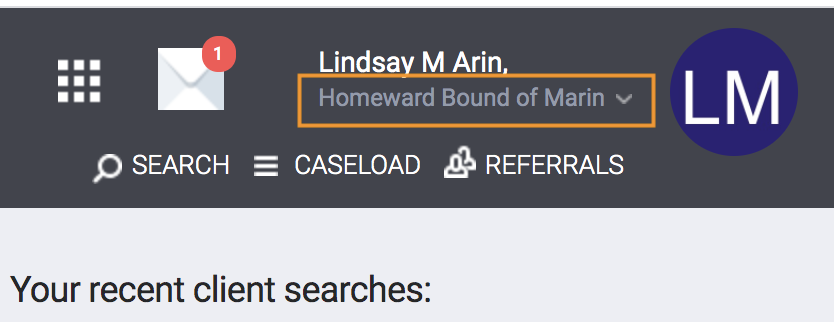 1
Lindsay M Arin,
Homeward Bound of Marin
LM
SEARCH CASELOAD REFERRALS
Your recent client searches: